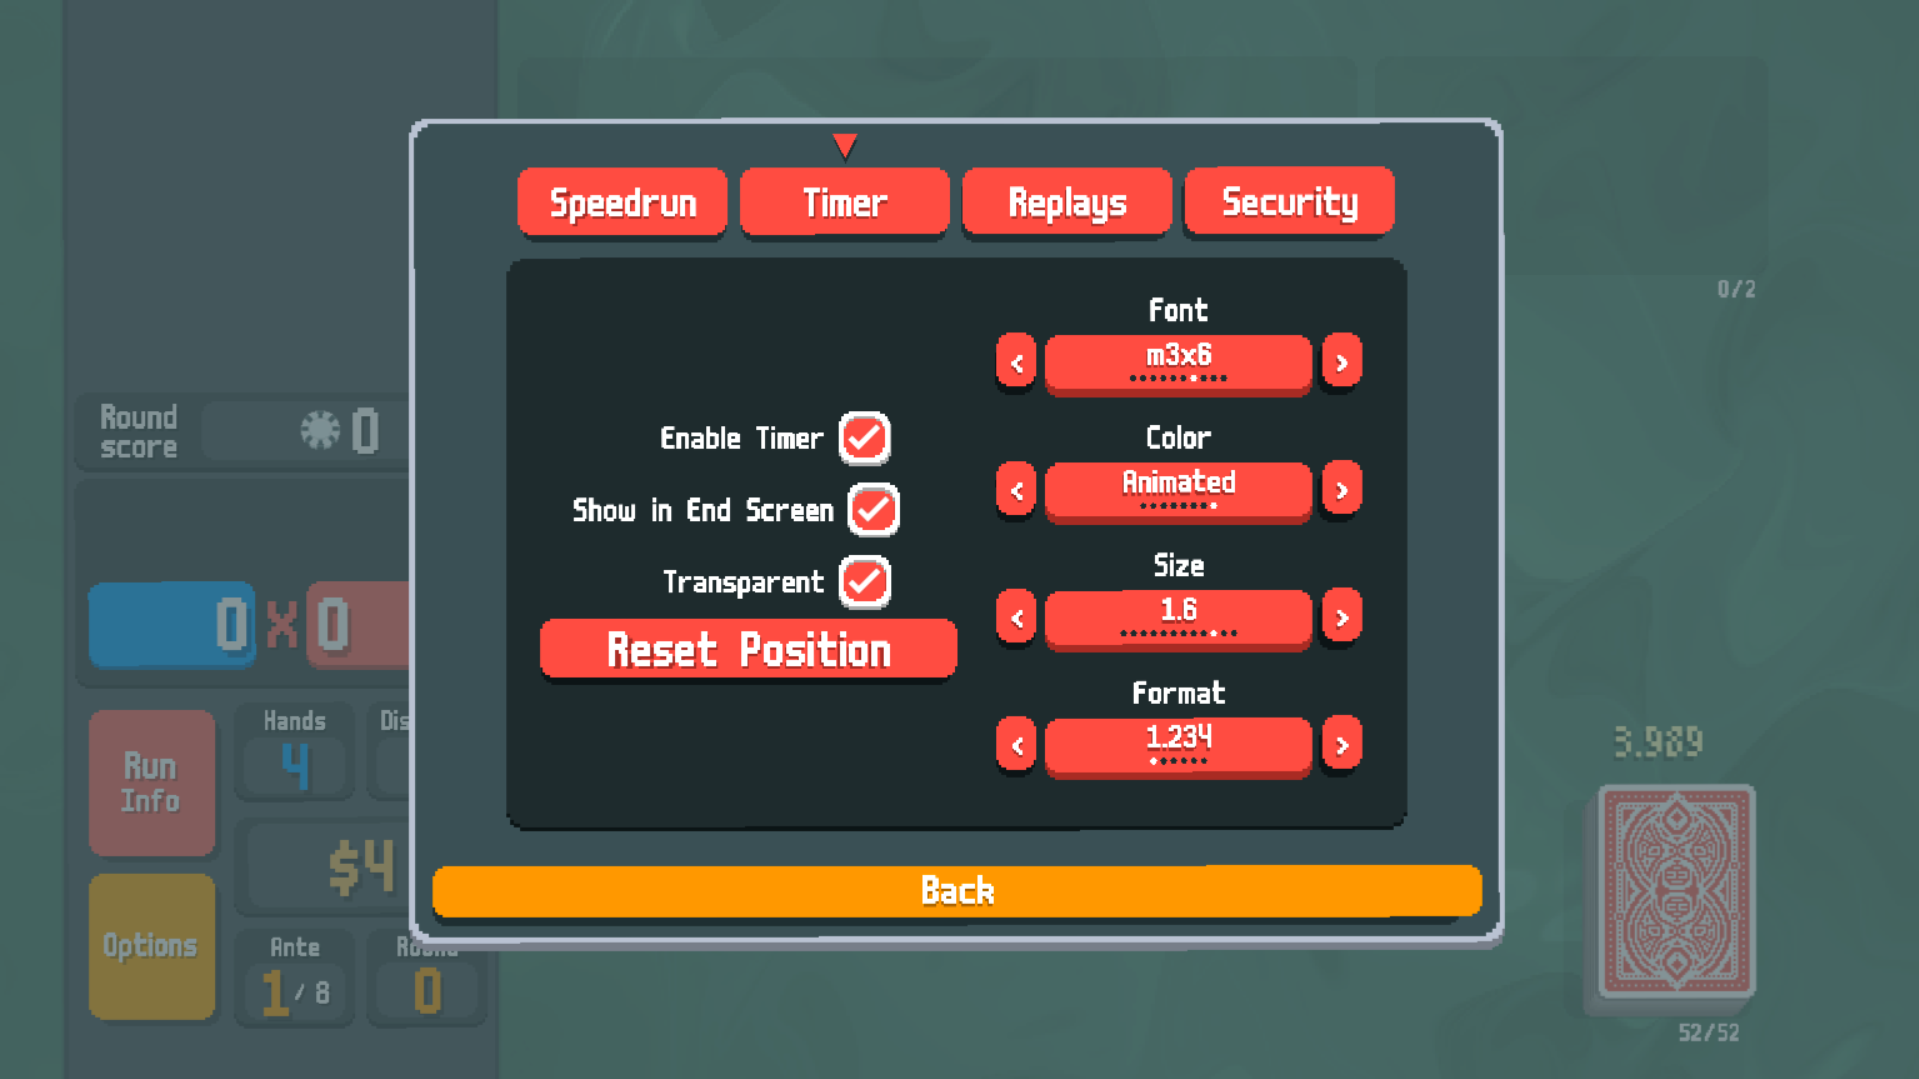 Speedrun
Timer
Replays
Security
Font
<
m3x6
>
Enable Timer
Color
<
Animated
>
Show in End Screen
Size
Transparent
<
1.6
>
Reset Position
Format
<
1.234
>
Back
0/2
Round
score
0
0 X 0
Run
Info
Hands
4
Dis
$4
Options
Ante
1 / 8
Round
0
3.989
52/52